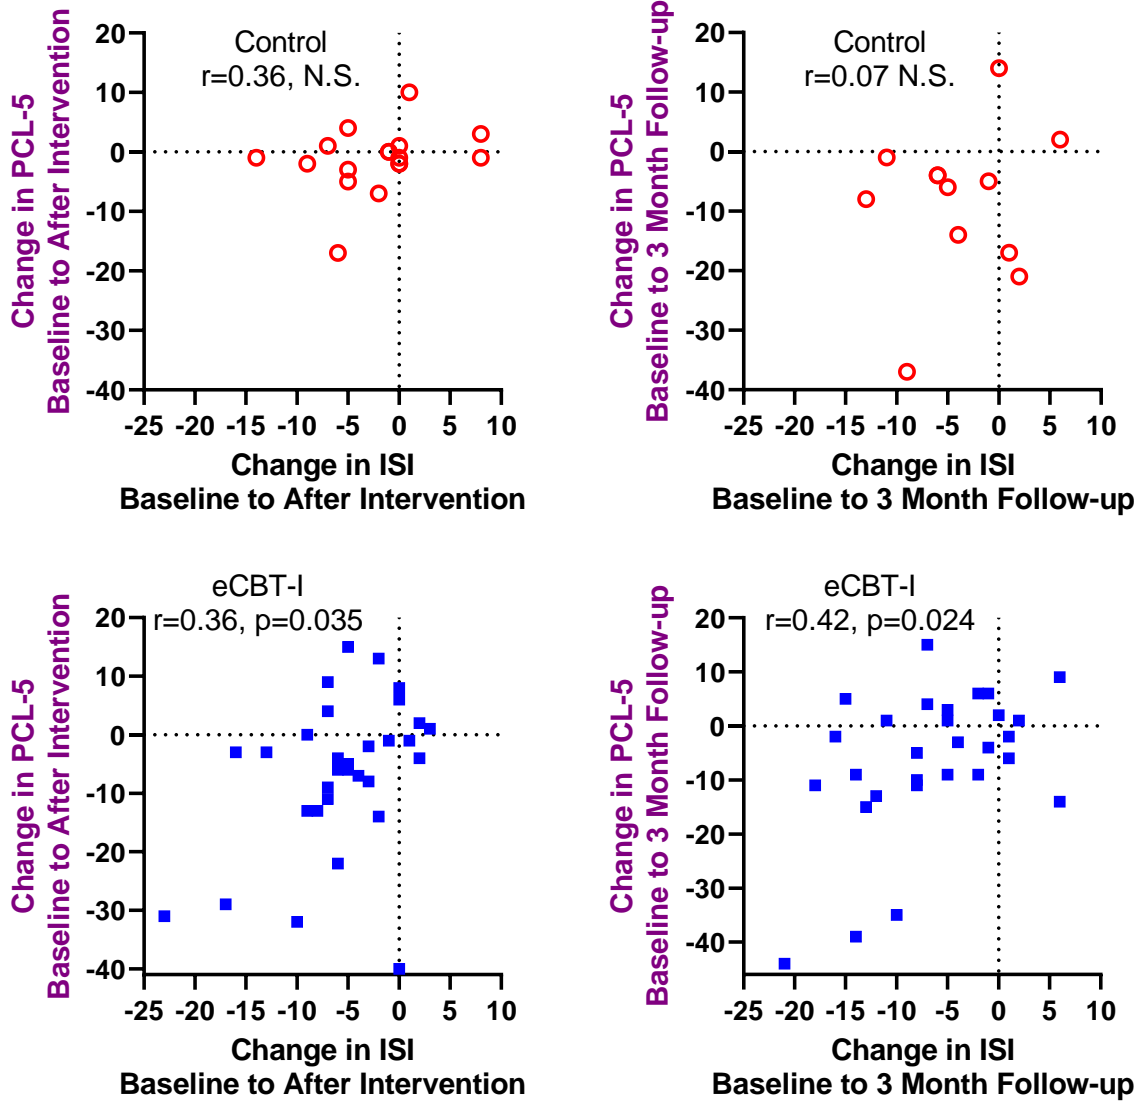 Change in PCL-5
Baseline to After Intervention
20
10
0
-10
-20
-30
-40
Control
r=0.36, N.S.
-25 -20 -15 -10 -5 0 5 10
Change in ISI
Baseline to After Intervention
Change in PCL-5
Baseline to 3 Month Follow-up
20
10
0
-10
-20
-30
-40
Control
r=0.07 N.S.
-25 -20 -15 -10 -5 0 5 10
Change in ISI
Baseline to 3 Month Follow-up
Change in PCL-5
Baseline to After Intervention
20
10
0
-10
-20
-30
-40
eCBT-I
r=0.36, p=0.035
-25 -20 -15 -10 -5 0 5 10
Change in ISI
Baseline to After Intervention
Change in PCL-5
Baseline to 3 Month Follow-up
20
10
0
-10
-20
-30
-40
eCBT-I
r=0.42, p=0.024
-25 -20 -15 -10 -5 0 5 10
Change in ISI
Baseline to 3 Month Follow-up